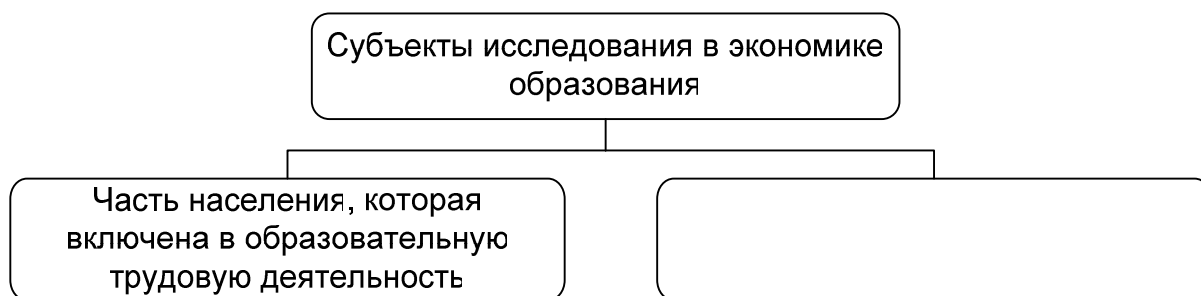 Субъекты исследования в экономике
образования
Часть населения, которая
включена в образовательную
трудовую деятельность